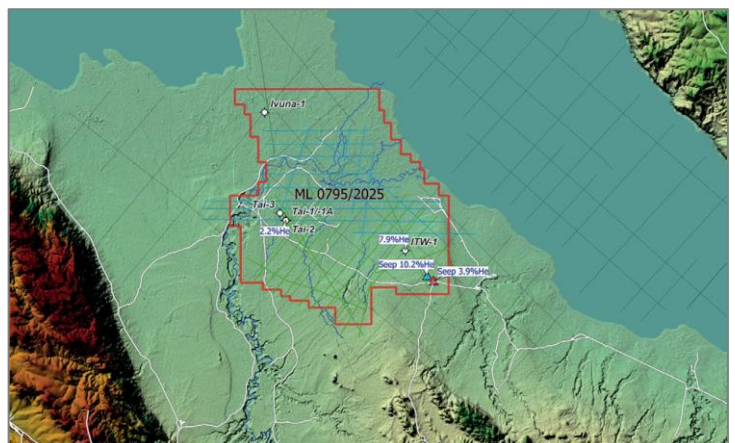 Ivuna-1
ML 0795/2025
Tai-3
Tai-1/-1A
Tai-2
2.2%He
7.9%He
ITW-1
Seep 10.2%He
Seep 3.9%He